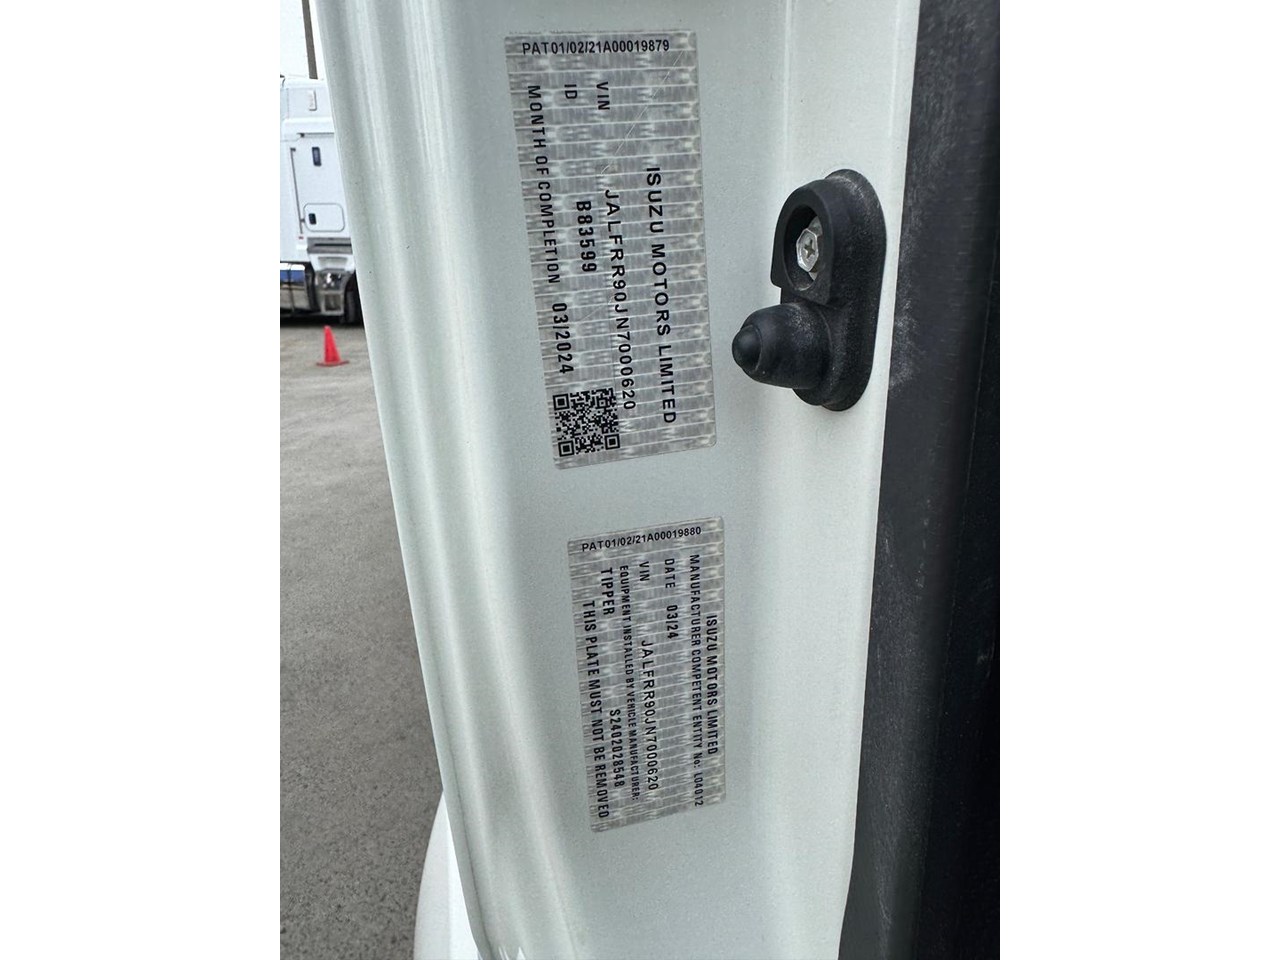 PAT01/02/21A00019879
ISUZU MOTORS LIMITED
VIN JALFRR90JN7000620
ID B83599
MONTH OF COMPLETION 03/2024
PAT01/02/21A00019880
ISUZU MOTORS LIMITED
MANUFACTURER COMPETENT ENTITY No: L04012
DATE 03/24
VIN JALFRR90JN7000620
EQUIPMENT INSTALLED BY VEHICLE MANUFACTURER:
TIPPER S2402028548
THIS PLATE MUST NOT BE REMOVED